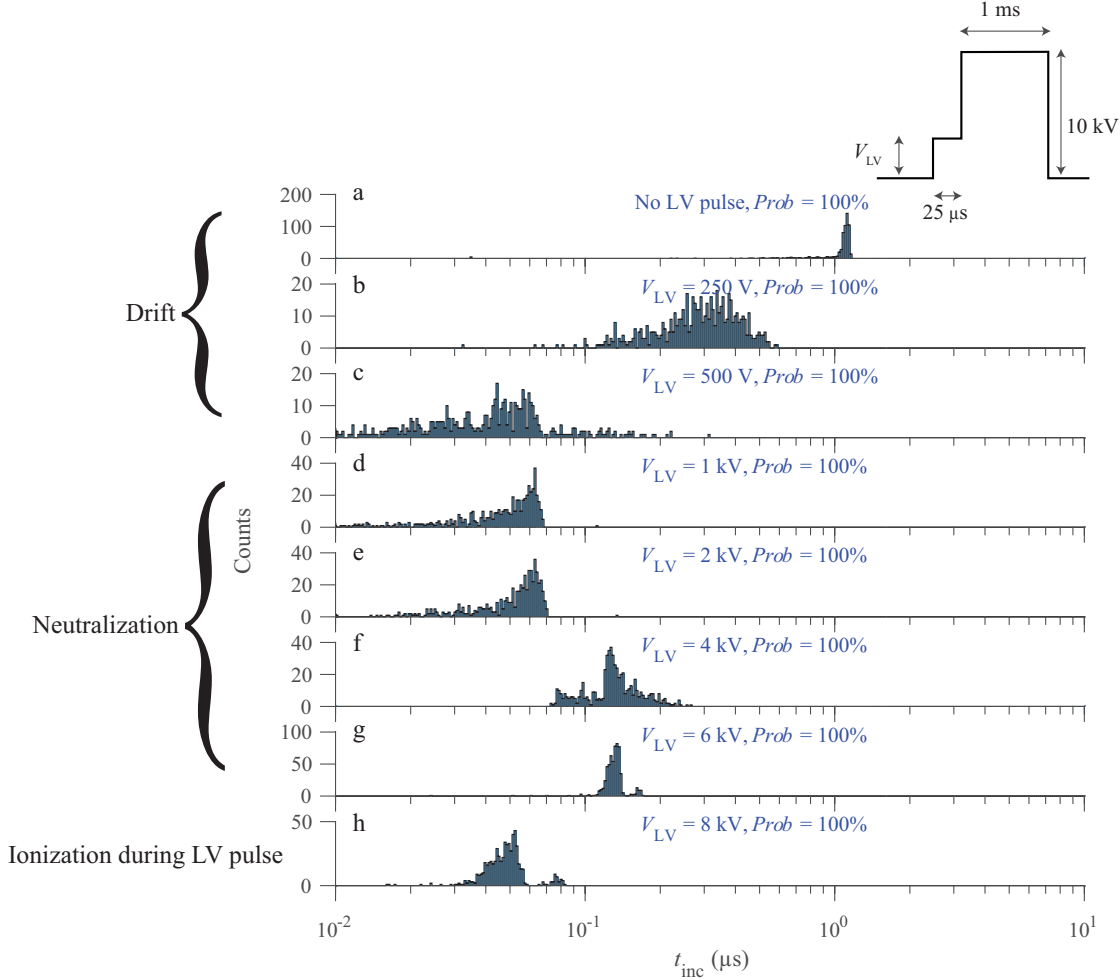 1 ms
10 kV
V_LV
25 µs
a
No LV pulse, Prob = 100%
200
100
0
b
V_LV = 250 V, Prob = 100%
20
10
0
Drift
c
V_LV = 500 V, Prob = 100%
20
10
0
d
V_LV = 1 kV, Prob = 100%
40
20
0
Counts
e
V_LV = 2 kV, Prob = 100%
40
20
0
Neutralization
f
V_LV = 4 kV, Prob = 100%
40
20
0
g
V_LV = 6 kV, Prob = 100%
100
50
0
h
V_LV = 8 kV, Prob = 100%
50
0
Ionization during LV pulse
10^-2 10^-1 10^0 10^1
t_inc (µs)